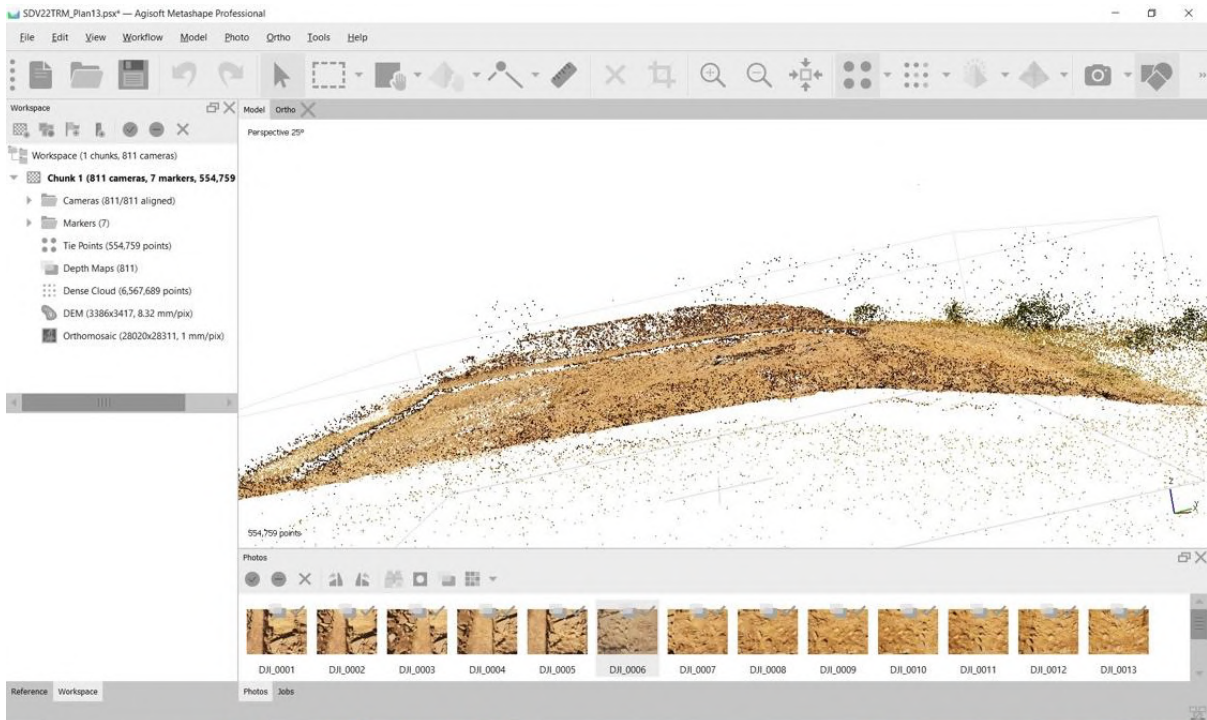 SDV22TRM_Plan13.psx* — Agisoft Metashape Professional
File Edit View Workflow Model Photo Ortho Tools Help
»
Workspace
Model Ortho
Perspective 25°
Workspace (1 chunks, 811 cameras)
Chunk 1 (811 cameras, 7 markers, 554,759
Cameras (811/811 aligned)
Markers (7)
Tie Points (554,759 points)
Depth Maps (811)
Dense Cloud (6,567,689 points)
DEM (3386x3417, 8.32 mm/pix)
Orthomosaic (28020x28311, 1 mm/pix)
Z
X
554,759 points
Photos
DJI_0001 DJI_0002 DJI_0003 DJI_0004 DJI_0005 DJI_0006 DJI_0007 DJI_0008 DJI_0009 DJI_0010 DJI_0011 DJI_0012 DJI_0013
Reference Workspace
Photos Jobs